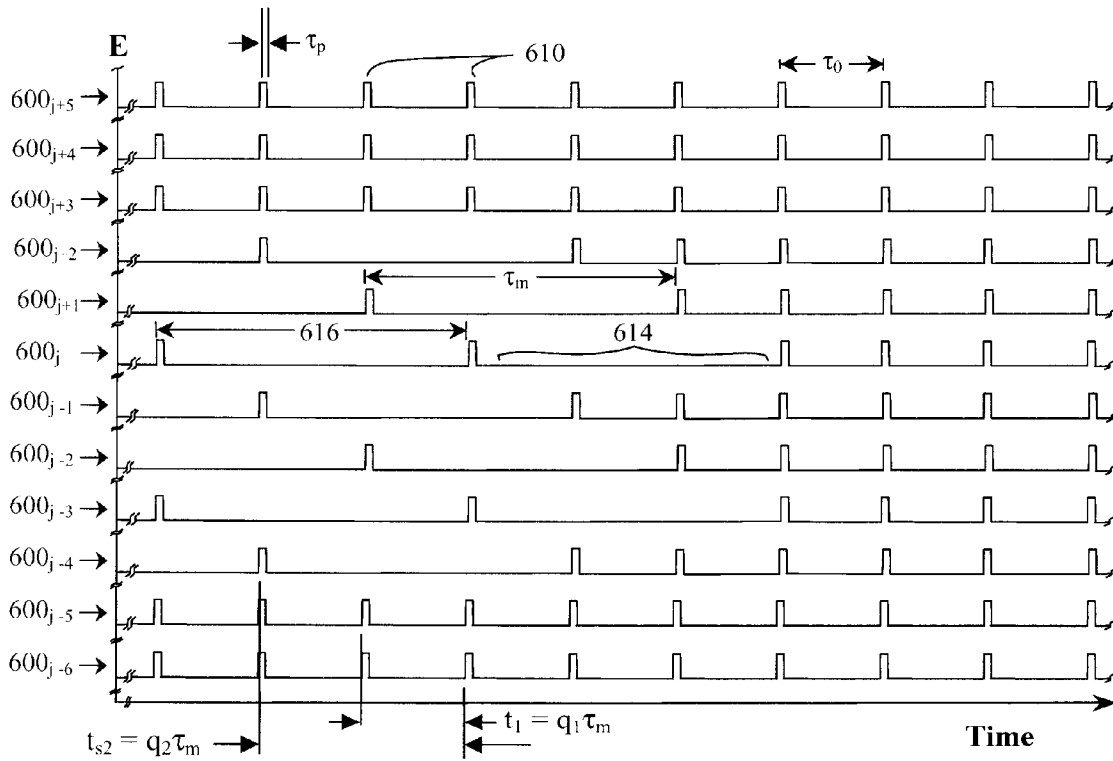 E
τp
610
τ0
600j+5
600j+4
600j+3
600j-2
τm
600j+1
616
614
600j
600j-1
600j-2
600j-3
600j-4
600j-5
600j-6
t1 = q1τm
ts2 = q2τm
Time